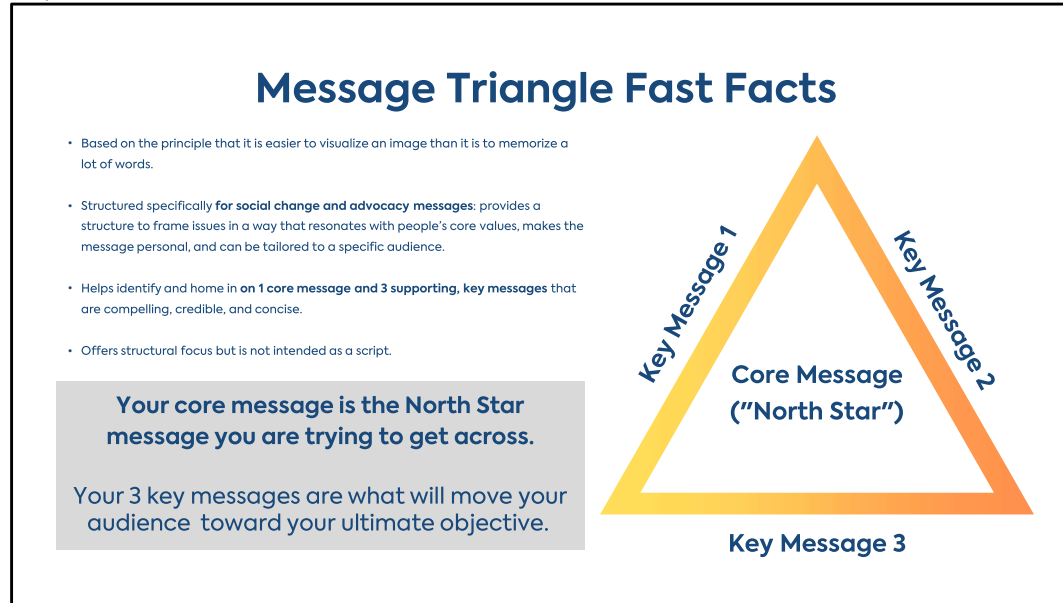 Message Triangle Fast Facts
• Based on the principle that it is easier to visualize an image than it is to memorize a
lot of words.
• Structured specifically for social change and advocacy messages: provides a
structure to frame issues in a way that resonates with people's core values, makes the
message personal, and can be tailored to a specific audience.
• Helps identify and home in on 1 core message and 3 supporting, key messages that
are compelling, credible, and concise.
• Offers structural focus but is not intended as a script.
Your core message is the North Star
message you are trying to get across.
Your 3 key messages are what will move your
audience toward your ultimate objective.
Key Message 1
Key Message 2
Core Message
("North Star")
Key Message 3